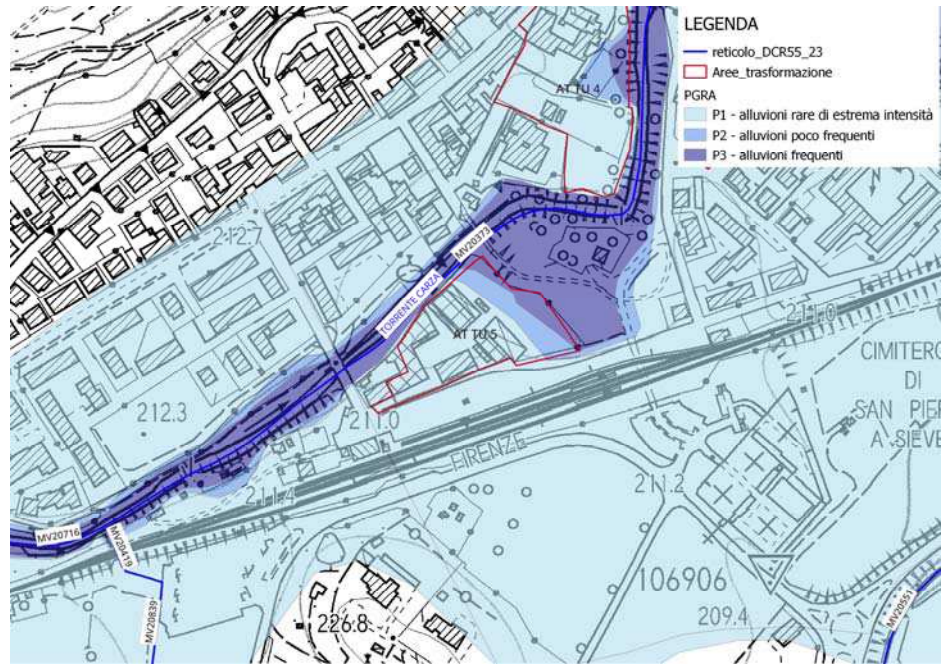 LEGENDA
reticolo_DCR55_23
Aree_trasformazione
PGRA
P1 - alluvioni rare di estrema intensità
P2 - alluvioni poco frequenti
P3 - alluvioni frequenti
AT TU 4
212.7
MV20373
TORRENTE CARZA
AT TU 5
211.0
CIMITERO
DI
SAN PIE
A SIEVE
212.3
211.0
FIRENZE
211.4
211.2
MV20716
MV20419
MV20839
106906
226.8
209.4
MV20551